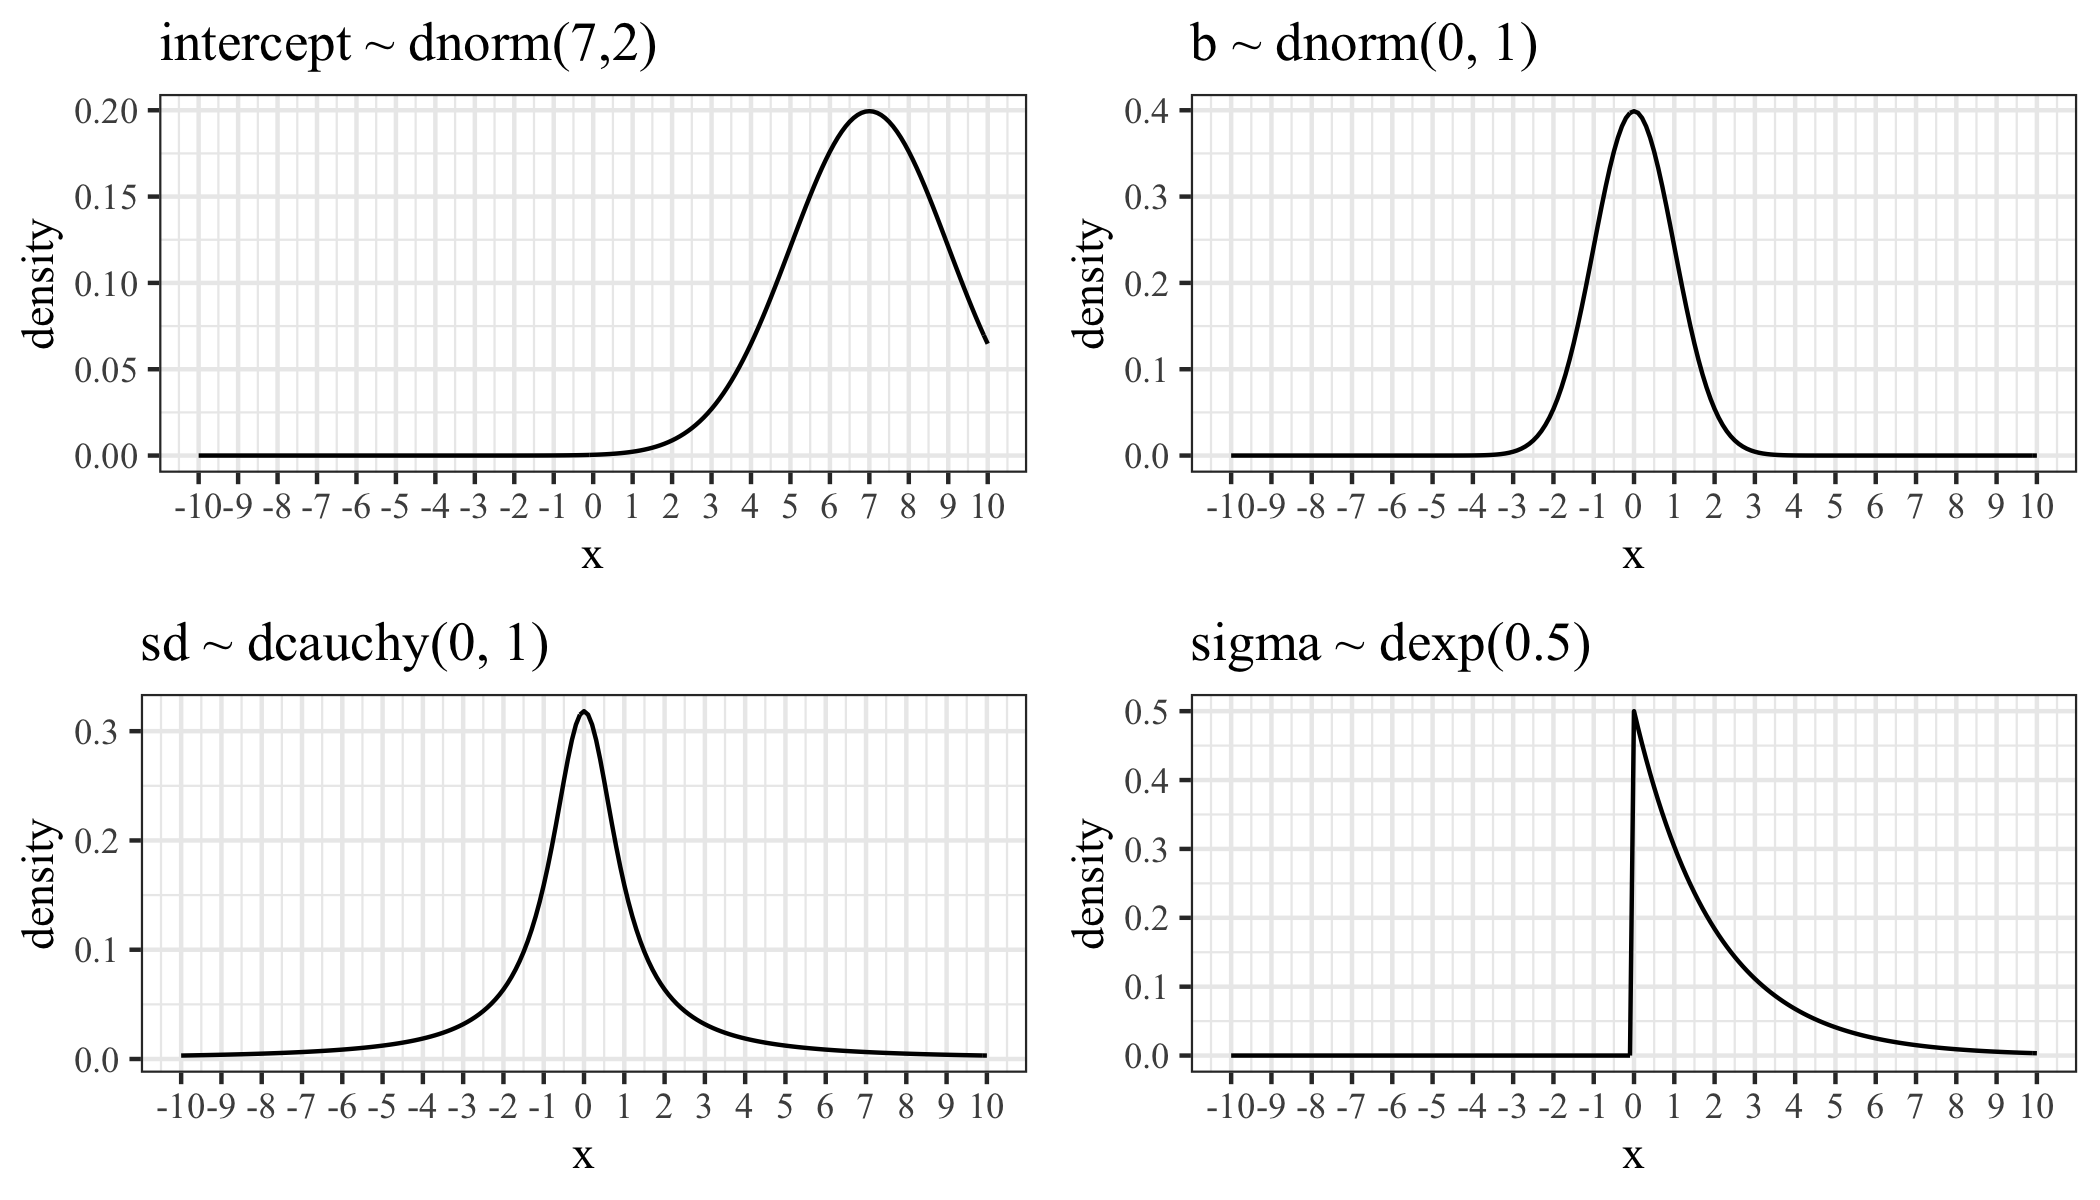 intercept ~ dnorm(7,2)
0.20
0.15
0.10
0.05
0.00
density
-10 -9 -8 -7 -6 -5 -4 -3 -2 -1 0 1 2 3 4 5 6 7 8 9 10
x
b ~ dnorm(0, 1)
0.4
0.3
0.2
0.1
0.0
density
-10 -9 -8 -7 -6 -5 -4 -3 -2 -1 0 1 2 3 4 5 6 7 8 9 10
x
sd ~ dcauchy(0, 1)
0.3
0.2
0.1
0.0
density
-10 -9 -8 -7 -6 -5 -4 -3 -2 -1 0 1 2 3 4 5 6 7 8 9 10
x
sigma ~ dexp(0.5)
0.5
0.4
0.3
0.2
0.1
0.0
density
-10 -9 -8 -7 -6 -5 -4 -3 -2 -1 0 1 2 3 4 5 6 7 8 9 10
x